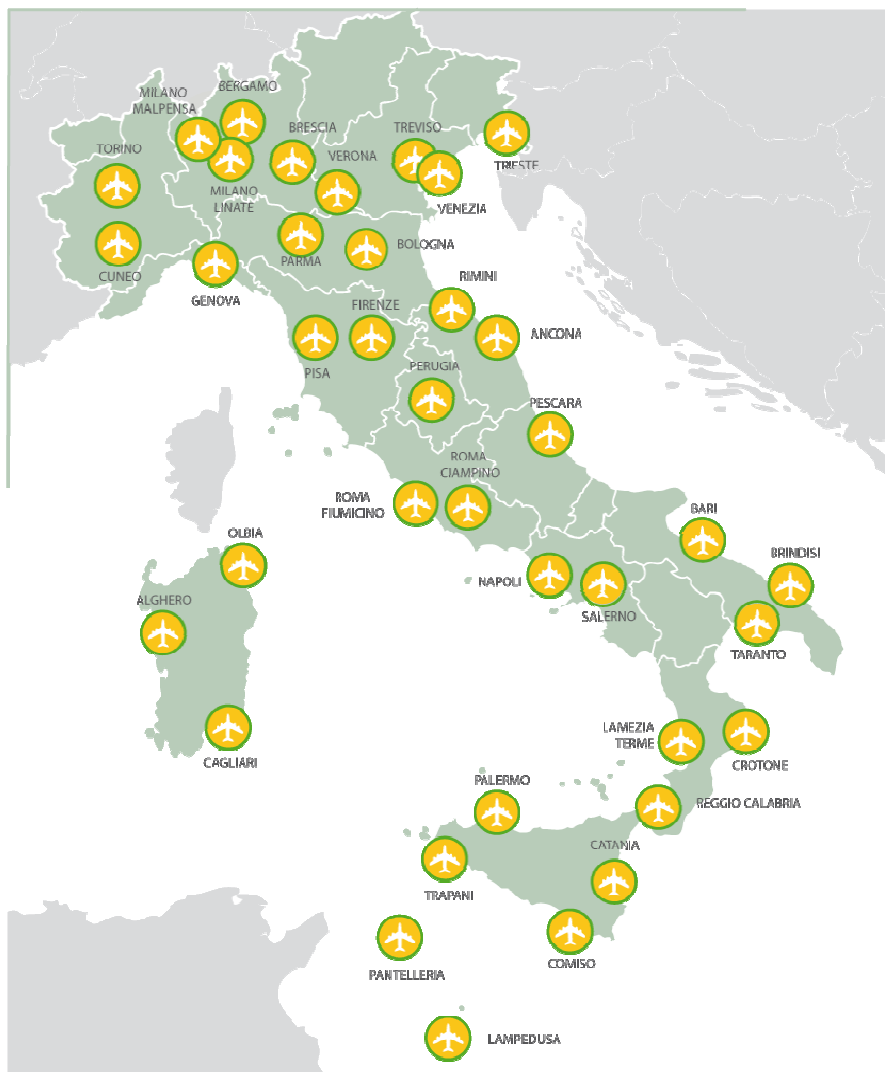 BERGAMO
MILANO
MALPENSA
BRESCIA
TREVISO
TORINO
VERONA
TRIESTE
MILANO
LINATE
VENEZIA
BOLOGNA
PARMA
CUNEO
RIMINI
GENOVA
FIRENZE
ANCONA
PERUGIA
PISA
PESCARA
ROMA
CIAMPINO
ROMA
FIUMICINO
BARI
OLBIA
BRINDISI
NAPOLI
ALGHERO
SALERNO
TARANTO
LAMEZIA
TERME
CAGLIARI
CROTONE
PALERMO
REGGIO CALABRIA
CATANIA
TRAPANI
COMISO
PANTELLERIA
LAMPEDUSA